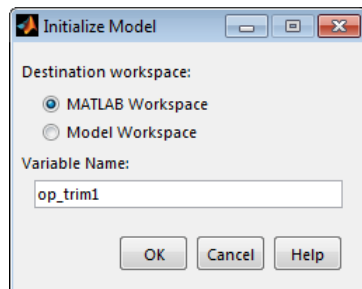 Initialize Model
Destination workspace:
MATLAB Workspace
Model Workspace
Variable Name:
op_trim1
OK Cancel Help